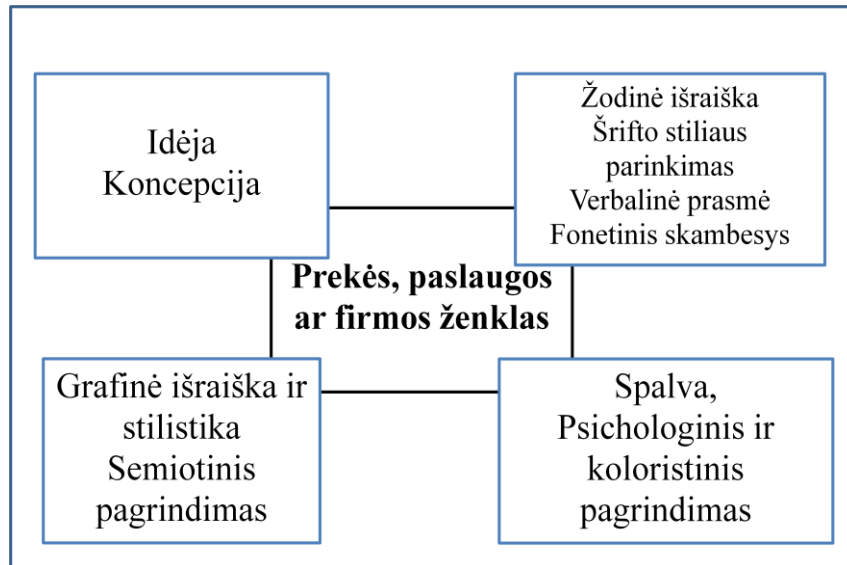 Idėja
Koncepcija
Žodinė išraiška
Šrifto stiliaus
parinkimas
Verbalinė prasmė
Fonetinis skambesys
Prekės, paslaugos
ar firmos ženklas
Grafinė išraiška ir
stilistika
Semiotinis
pagrindimas
Spalva,
Psichologinis ir
koloristinis
pagrindimas